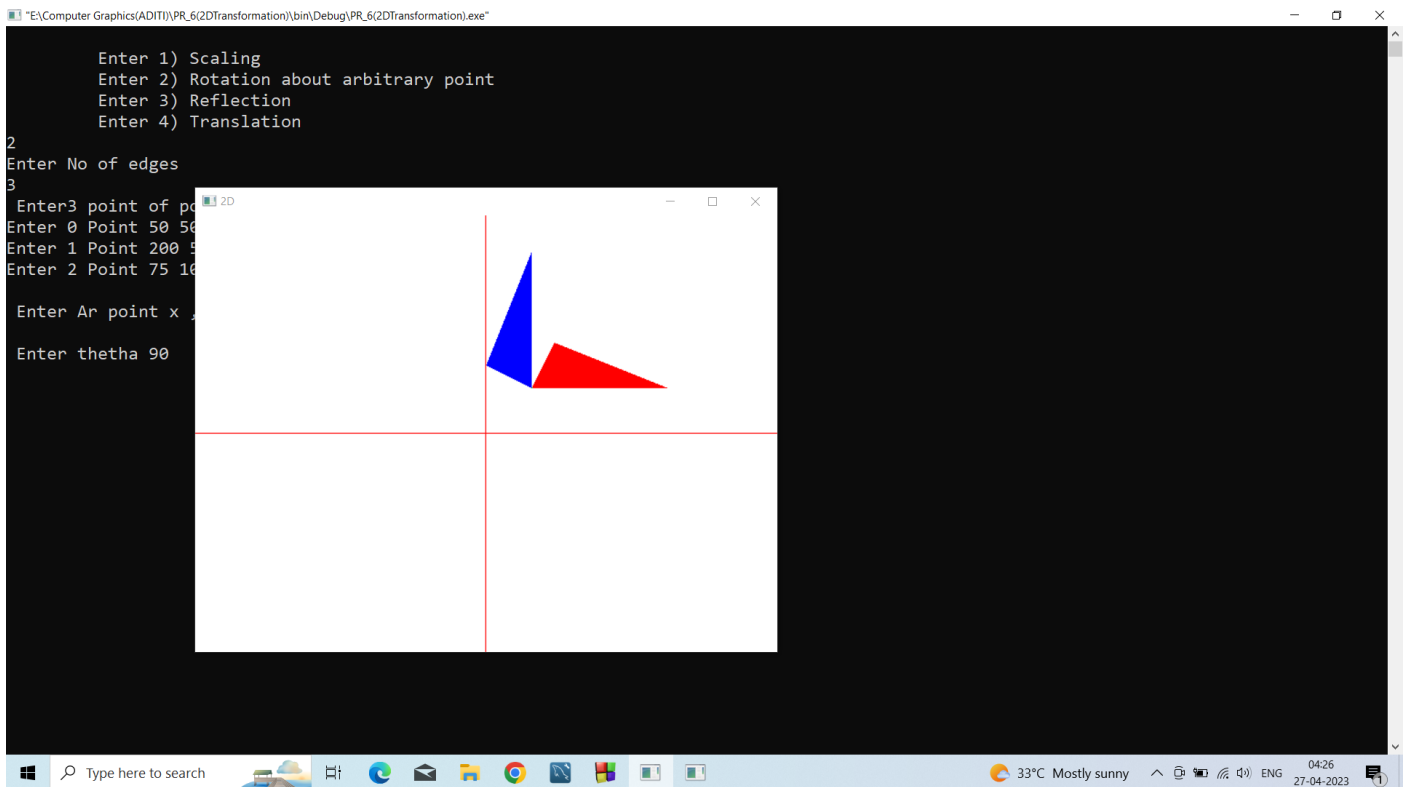 "E:\Computer Graphics(ADITI)\PR_6(2DTransformation)\bin\Debug\PR_6(2DTransformation).exe"
Enter 1) Scaling
Enter 2) Rotation about arbitrary point
Enter 3) Reflection
Enter 4) Translation
2
Enter No of edges
3
Enter3 point of
Enter 0 Point 50
Enter 1 Point 200
Enter 2 Point 75
Enter Ar point x ,
Enter thetha 90
2D
Type here to search
33°C Mostly sunny
ENG
04:26
27-04-2023
1